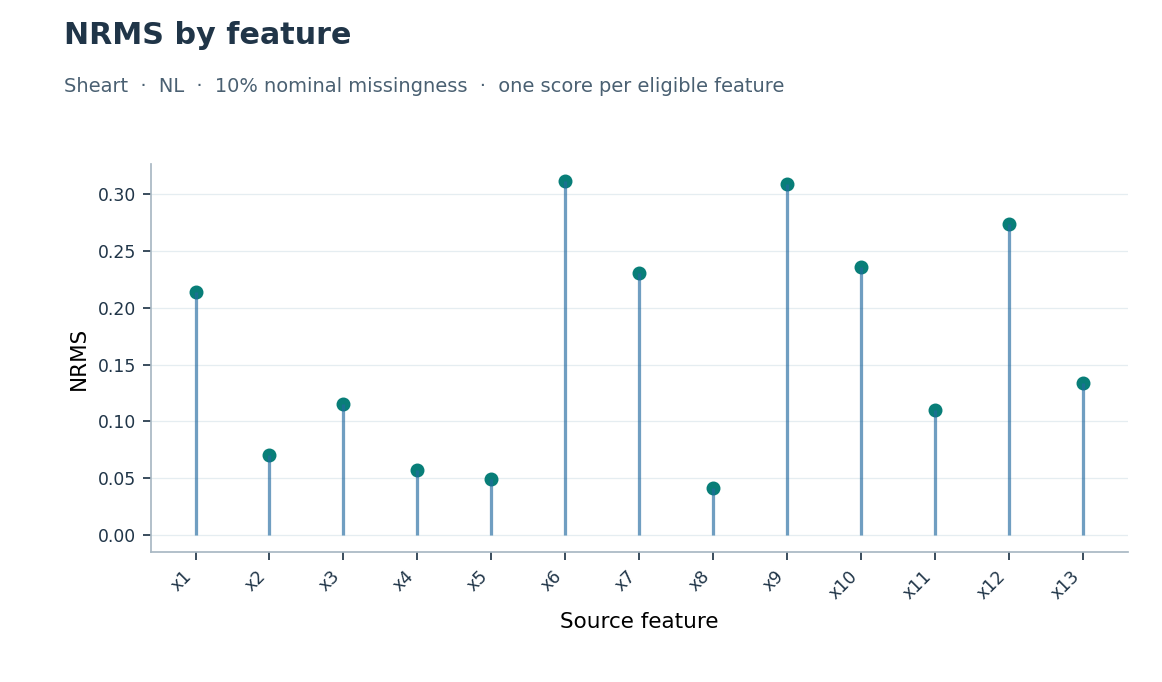 NRMS by feature
Sheart · NL · 10% nominal missingness · one score per eligible feature
0.30
0.25
0.20
0.15
0.10
0.05
0.00
NRMS
x1 x2 x3 x4 x5 x6 x7 x8 x9 x10 x11 x12 x13
Source feature